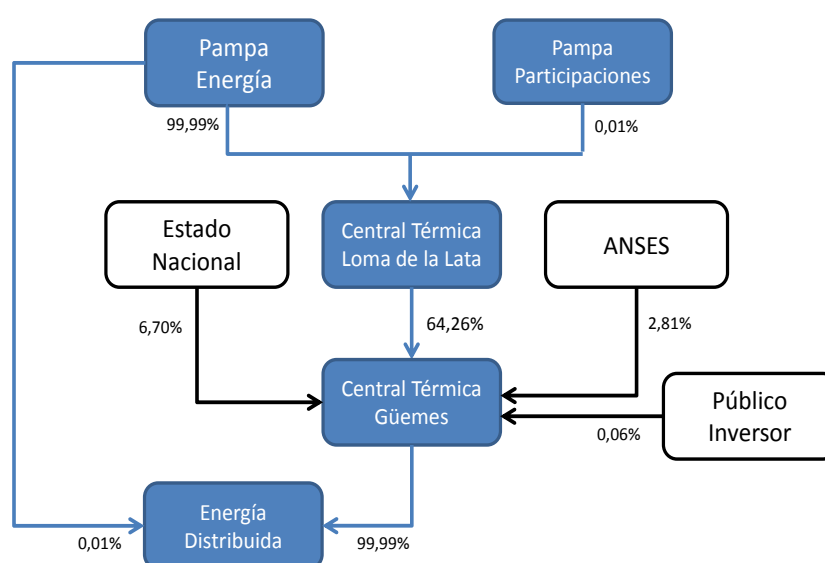 Pampa
Energía
Pampa
Participaciones
99,99%
0,01%
Estado
Nacional
Central Térmica
Loma de la Lata
ANSES
6,70%
64,26%
2,81%
Central Térmica
Güemes
Público
Inversor
0,06%
Energía
Distribuida
0,01%
99,99%